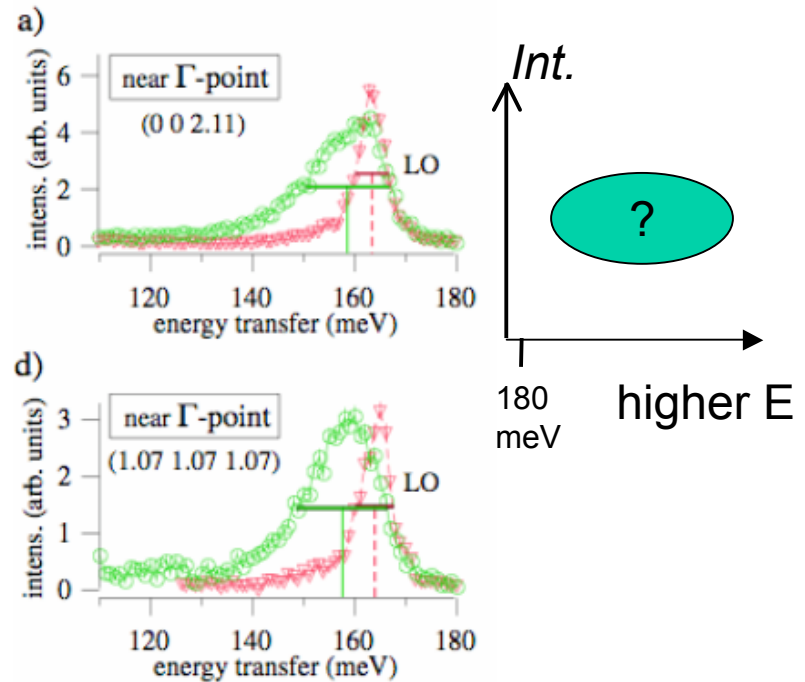 a)
near Γ-point
(0 0 2.11)
LO
intens. (arb. units)
6
4
2
0
120 140 160 180
energy transfer (meV)
Int.
?
180
meV
higher E
d)
near Γ-point
(1.07 1.07 1.07)
LO
intens. (arb. units)
3
2
1
0
120 140 160 180
energy transfer (meV)